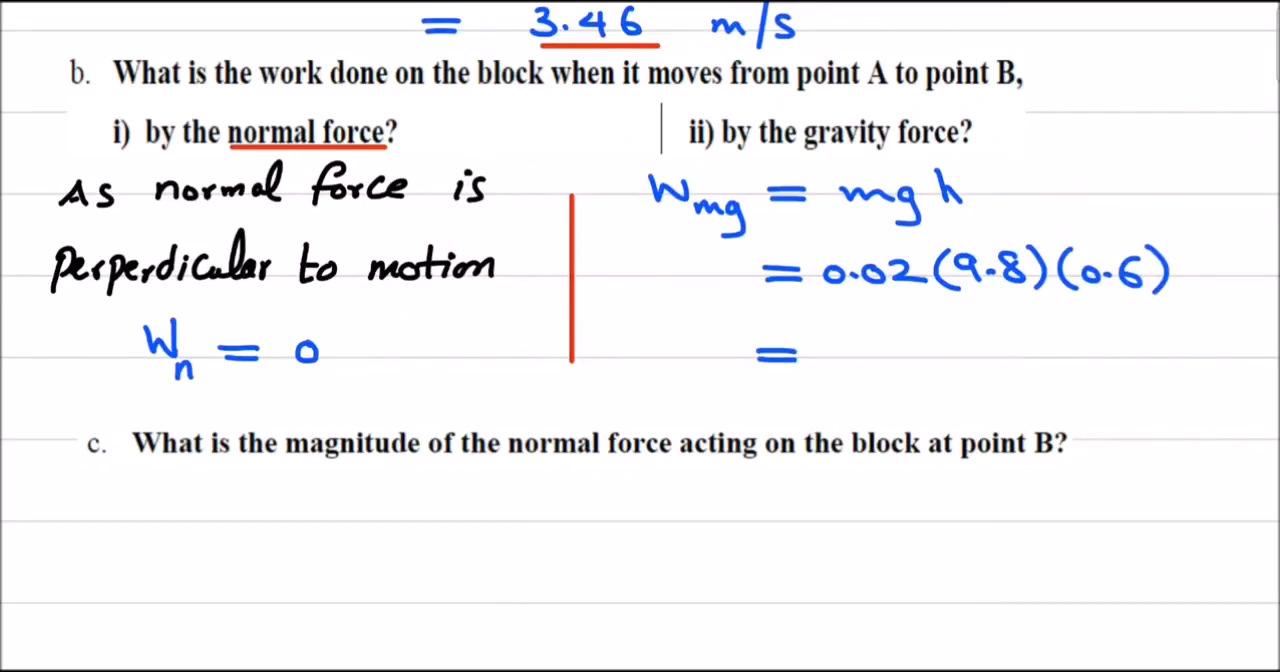 = 3.46 m/s
b. What is the work done on the block when it moves from point A to point B,
i) by the normal force?
ii) by the gravity force?
As normal force is
perperdicular to motion
Wn = 0
Wmg = mgh
= 0.02 (9.8) (0.6)
=
c. What is the magnitude of the normal force acting on the block at point B?